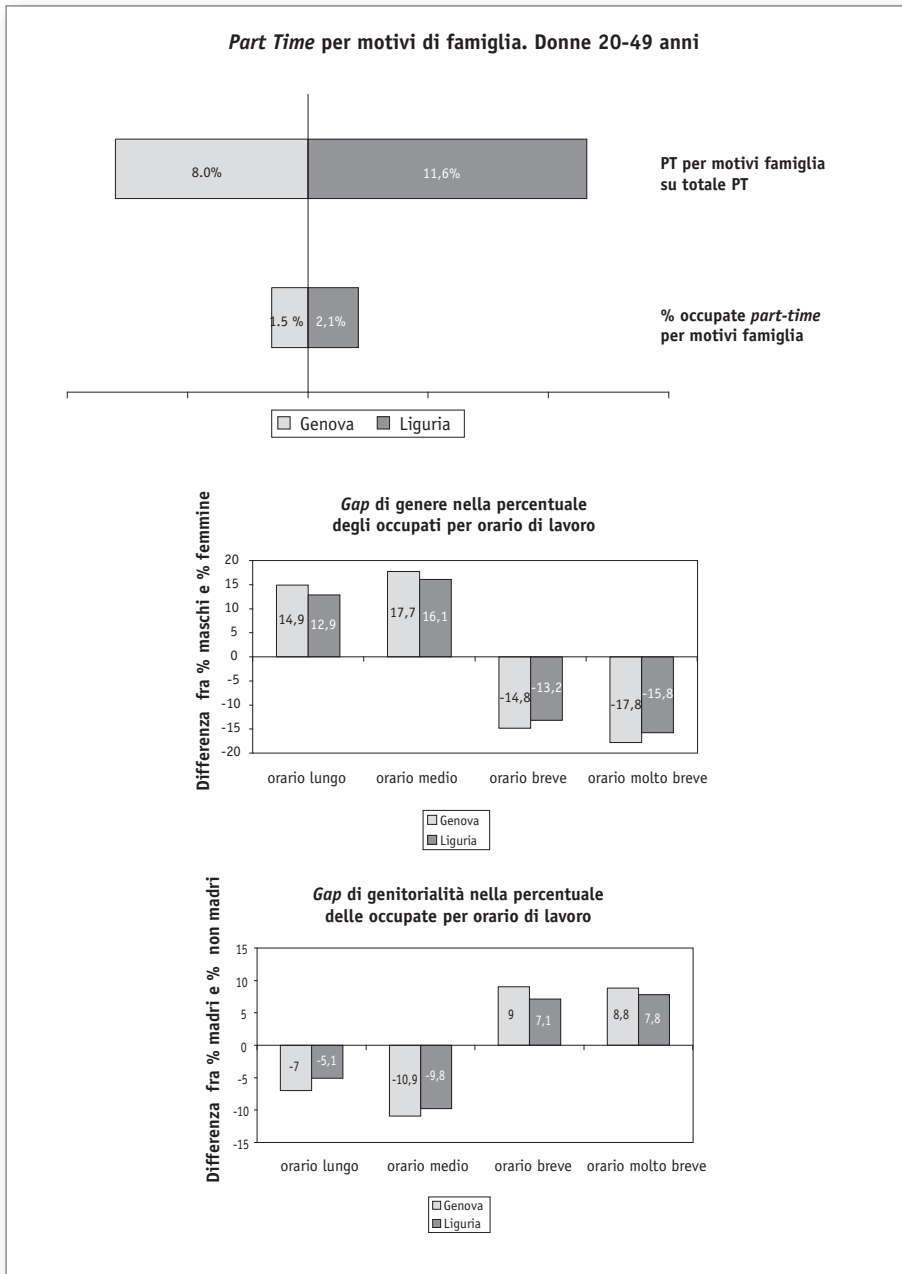 Part Time per motivi di famiglia. Donne 20-49 anni
8.0%
11,6%
PT per motivi famiglia
su totale PT
1.5 %
2,1%
% occupate part-time
per motivi famiglia
Genova
Liguria
Gap di genere nella percentuale
degli occupati per orario di lavoro
Differenza fra % maschi e % femmine
20
15
10
5
0
-5
-10
-15
-20
14,9
12,9
17,7
16,1
-14,8
-13,2
-17,8
-15,8
orario lungo
orario medio
orario breve
orario molto breve
Genova
Liguria
Gap di genitorialità nella percentuale
delle occupate per orario di lavoro
Differenza fra % madri e % non madri
15
10
5
0
-5
-10
-15
-7
-5,1
-10,9
-9,8
9
7,1
8,8
7,8
orario lungo
orario medio
orario breve
orario molto breve
Genova
Liguria